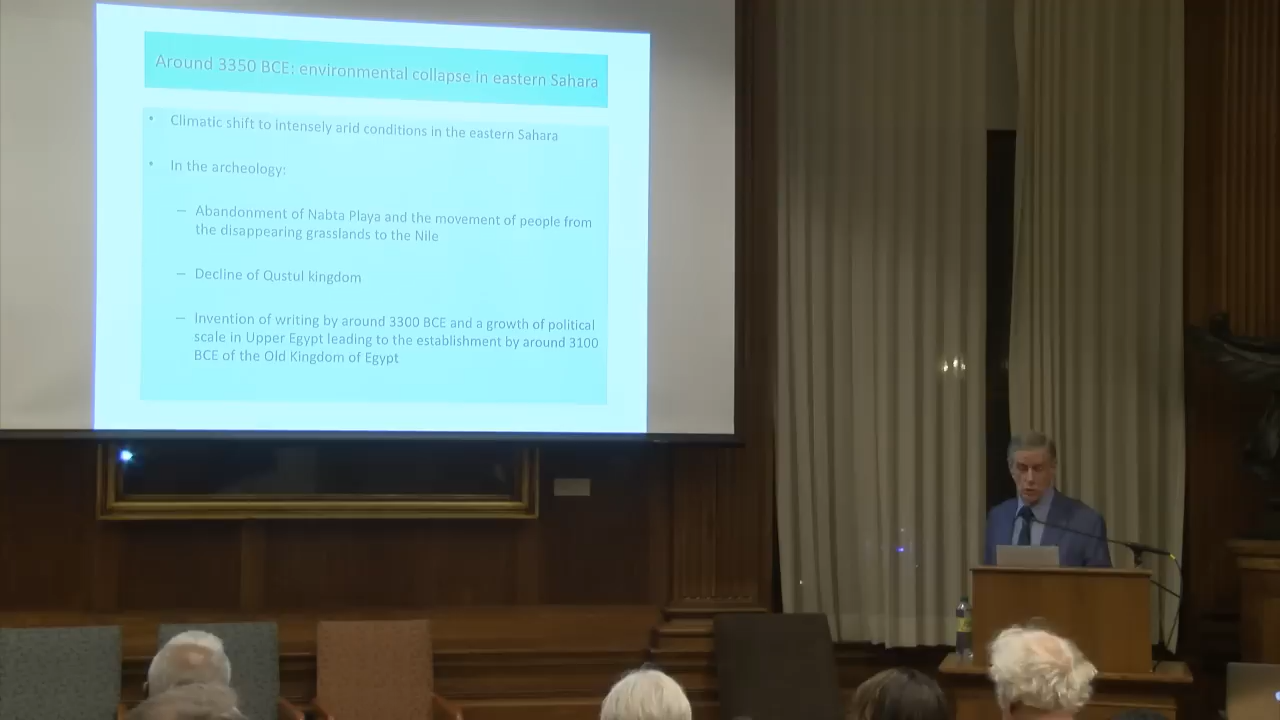 Around 3350 BCE: environmental collapse in eastern Sahara
• Climatic shift to intensely arid conditions in the eastern Sahara
• In the archeology:
– Abandonment of Nabta Playa and the movement of people from
the disappearing grasslands to the Nile
– Decline of Qustul kingdom
– Invention of writing by around 3300 BCE and a growth of political
scale in Upper Egypt leading to the establishment by around 3100
BCE of the Old Kingdom of Egypt